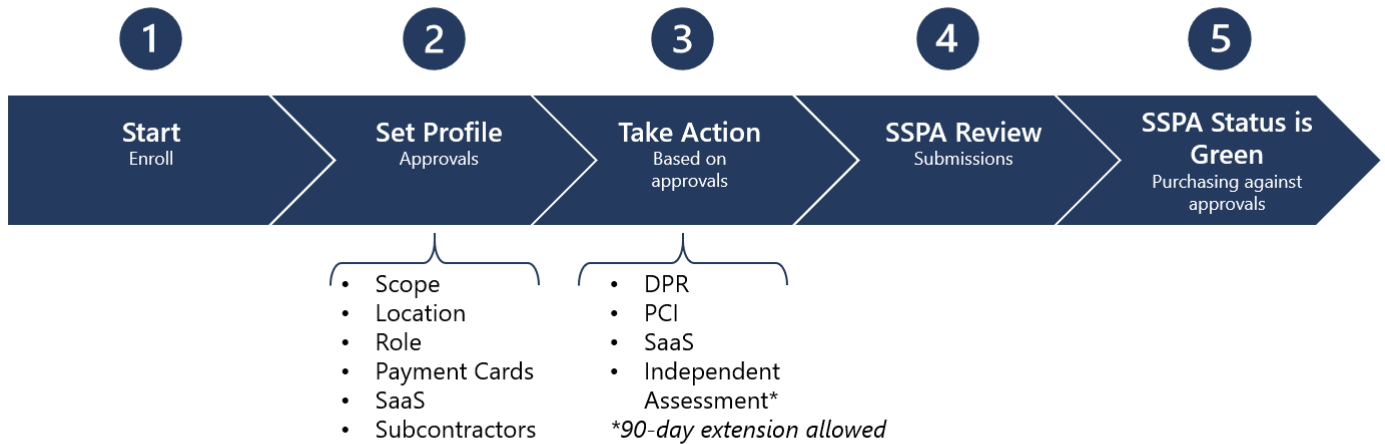 1
Start
Enroll
2
Set Profile
Approvals
3
Take Action
Based on
approvals
4
SSPA Review
Submissions
5
SSPA Status is
Green
Purchasing against
approvals
• Scope
• Location
• Role
• Payment Cards
• SaaS
• Subcontractors
• DPR
• PCI
• SaaS
• Independent
Assessment*
*90-day extension allowed